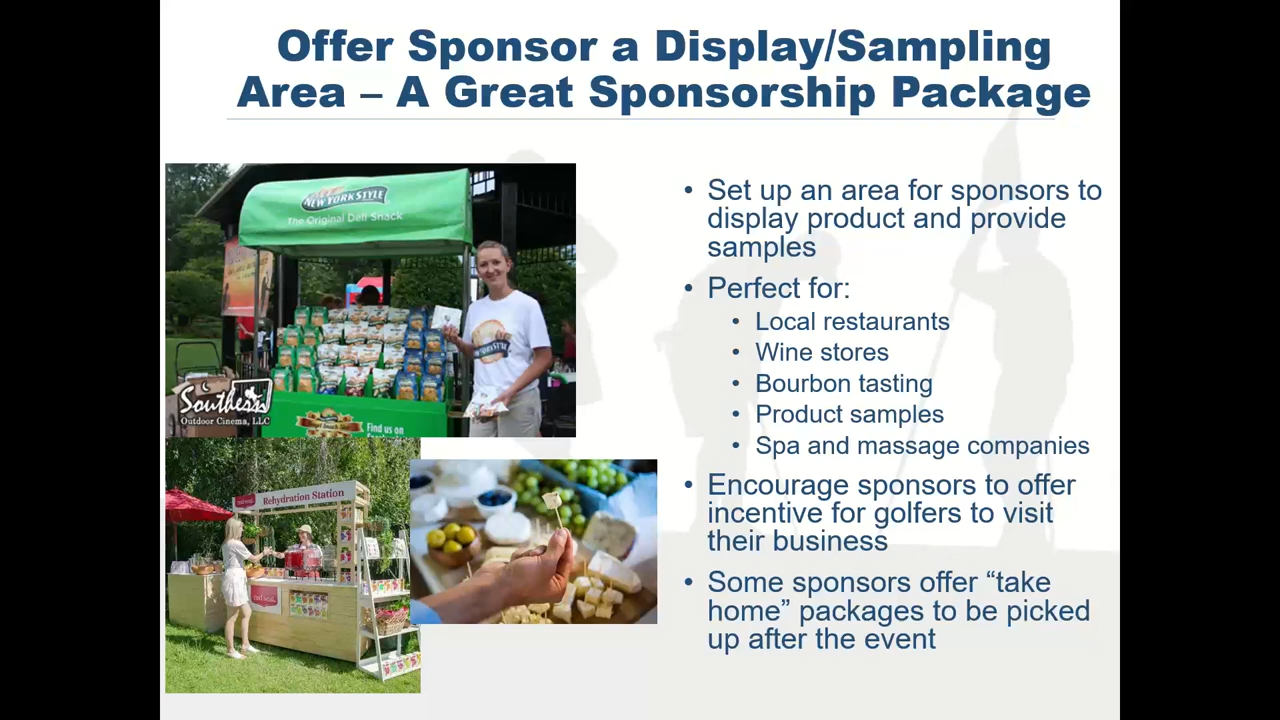 Offer Sponsor a Display/Sampling
Area – A Great Sponsorship Package
NEW YORK STYLE
The Original Deli Snack
Southern
Outdoor Cinema, LLC
Find us on
Rehydration Station
• Set up an area for sponsors to
display product and provide
samples
• Perfect for:
• Local restaurants
• Wine stores
• Bourbon tasting
• Product samples
• Spa and massage companies
• Encourage sponsors to offer
incentive for golfers to visit
their business
• Some sponsors offer “take
home” packages to be picked
up after the event